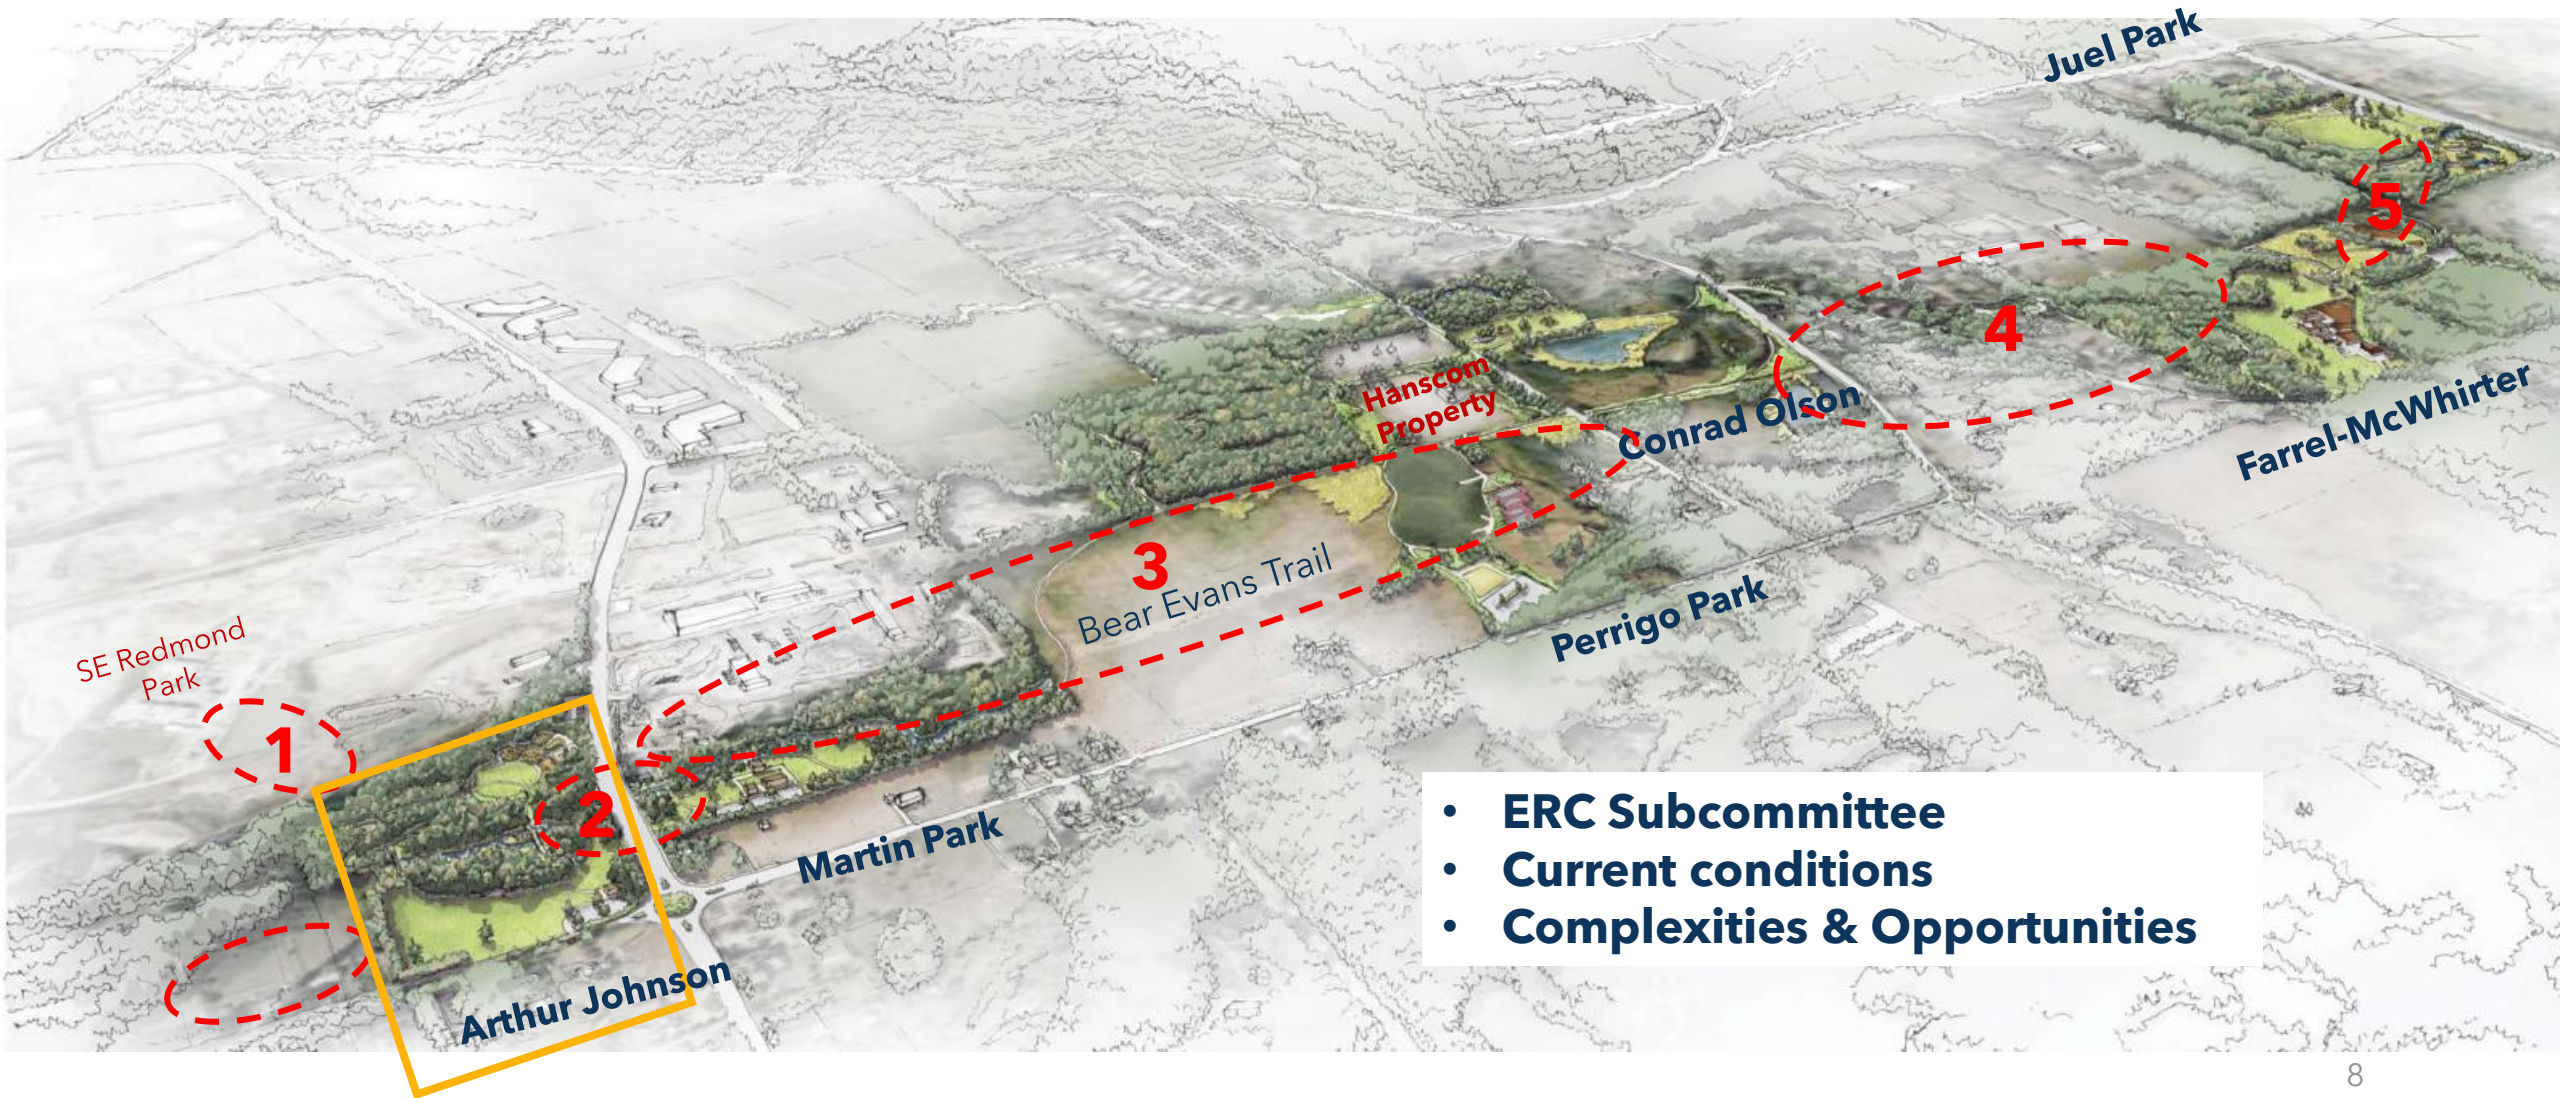 Juel Park
5
4
Hanscom
Property
Conrad Olson
Farrel-McWhirter
3
Bear Evans Trail
Perrigo Park
SE Redmond
Park
1
2
Martin Park
Arthur Johnson
• ERC Subcommittee
• Current conditions
• Complexities & Opportunities
8